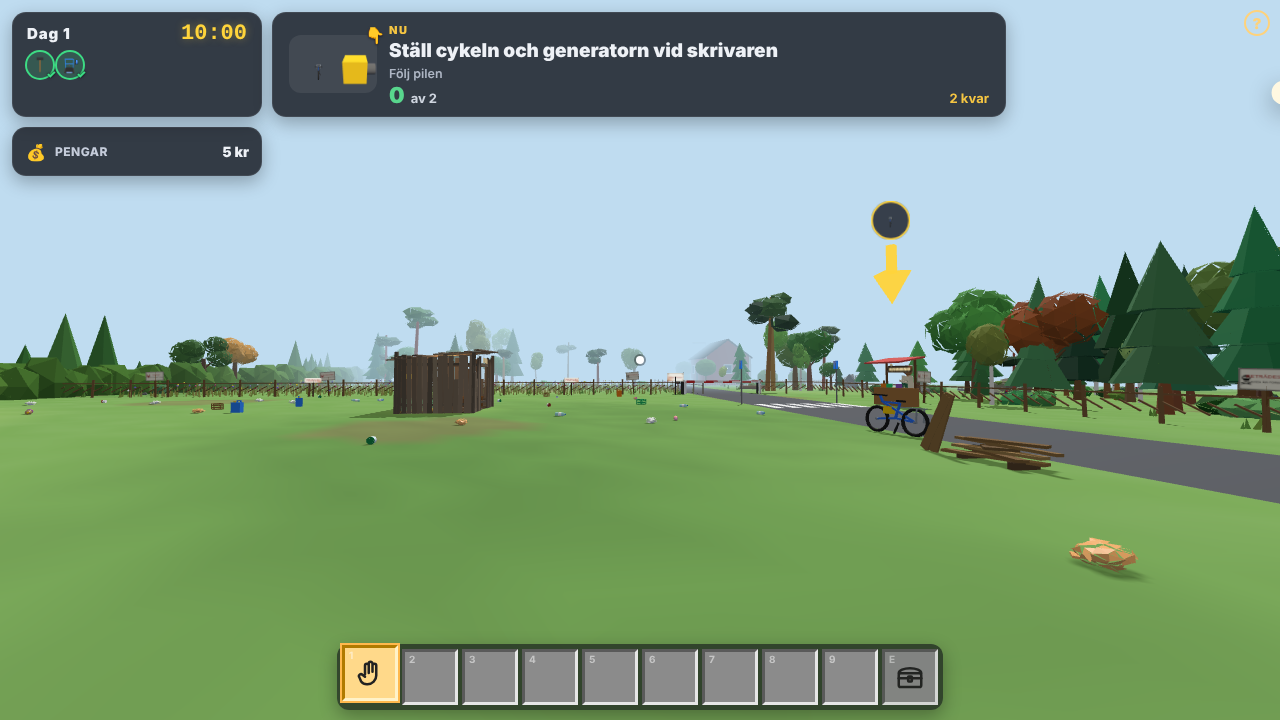 Dag 1
10:00
NU
Ställ cykeln och generatorn vid skrivaren
Följ pilen
0 av 2
2 kvar
?
PENGAR
5 kr
2
3
4
5
6
7
8
9
E